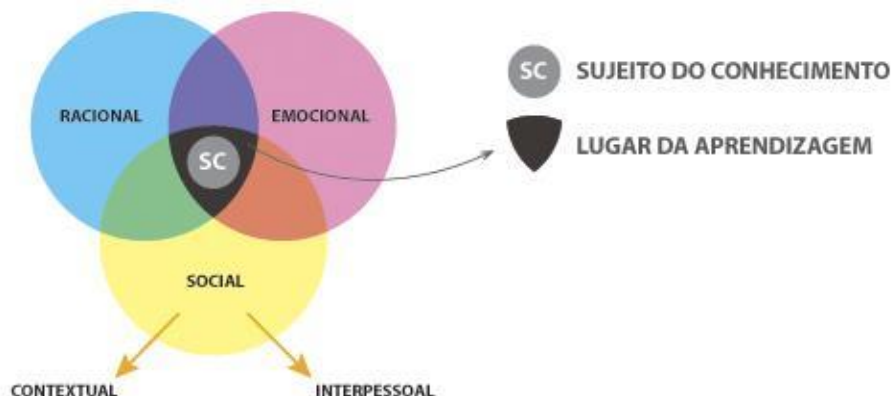 RACIONAL
EMOCIONAL
SC
SOCIAL
CONTEXTUAL
INTERPESSOAL
SC SUJEITO DO CONHECIMENTO
LUGAR DA APRENDIZAGEM